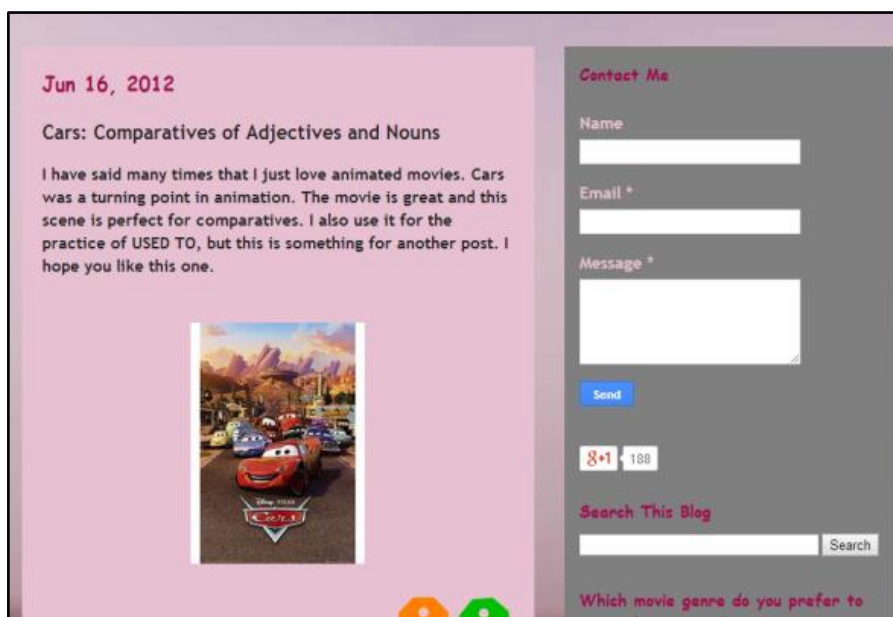 Jun 16, 2012
Cars: Comparatives of Adjectives and Nouns
I have said many times that I just love animated movies. Cars
was a turning point in animation. The movie is great and this
scene is perfect for comparatives. I also use it for the
practice of USED TO, but this is something for another post. I
hope you like this one.
Disney PIXAR
Cars
Contact Me
Name
Email *
Message *
Send
g+1 188
Search This Blog
Search
Which movie genre do you prefer to